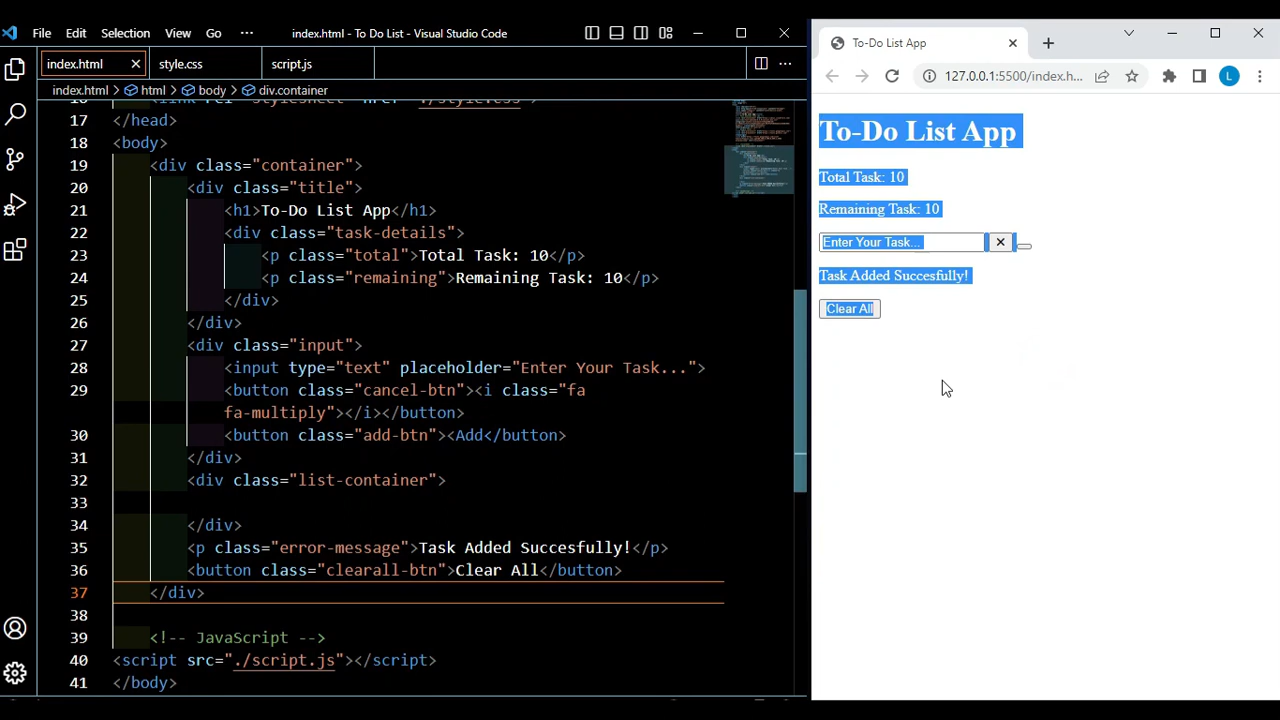 File Edit Selection View Go ··· index.html - To Do List - Visual Studio Code
index.html style.css script.js
index.html > html > body > div.container
17 </head>
18 <body>
19 <div class="container">
20 <div class="title">
21 <h1>To-Do List App</h1>
22 <div class="task-details">
23 <p class="total">Total Task: 10</p>
24 <p class="remaining">Remaining Task: 10</p>
25 </div>
26 </div>
27 <div class="input">
28 <input type="text" placeholder="Enter Your Task...">
29 <button class="cancel-btn"><i class="fa
fa-multiply"></i></button>
30 <button class="add-btn"><Add</button>
31 </div>
32 <div class="list-container">
33
34 </div>
35 <p class="error-message">Task Added Succesfully!</p>
36 <button class="clearall-btn">Clear All</button>
37 </div>
38
39 <!-- JavaScript -->
40 <script src="./script.js"></script>
41 </body>
To-Do List App
127.0.0.1:5500/index.h...
L
To-Do List App
Total Task: 10
Remaining Task: 10
Enter Your Task...
Task Added Succesfully!
Clear All